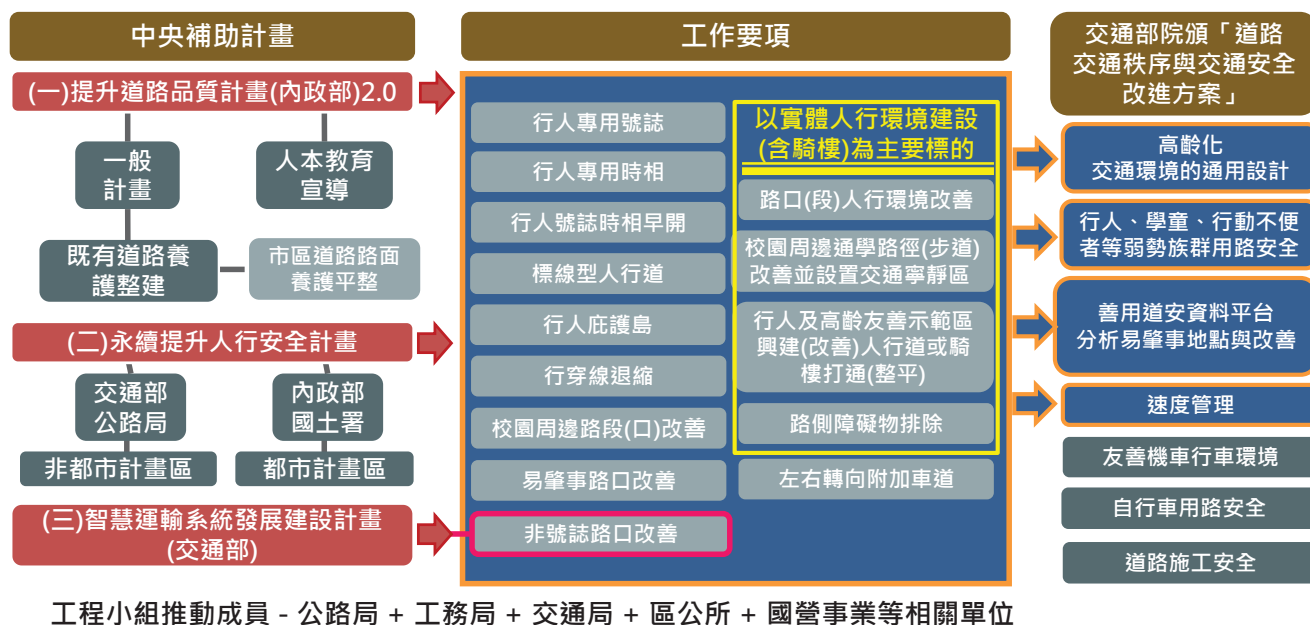 中央補助計畫
(一)提升道路品質計畫(內政部)2.0
一般
計畫
人本教育
宣導
既有道路養
護整建
市區道路路面
養護平整
(二)永續提升人行安全計畫
交通部
公路局
內政部
國土署
非都市計畫區
都市計畫區
(三)智慧運輸系統發展建設計畫
(交通部)
工作要項
行人專用號誌
行人專用時相
行人號誌時相早開
標線型人行道
行人庇護島
行穿線退縮
校園周邊路段(口)改善
易肇事路口改善
非號誌路口改善
以實體人行環境建設
(含騎樓)為主要標的
路口(段)人行環境改善
校園周邊通學路徑(步道)
改善並設置交通寧靜區
行人及高齡友善示範區
興建(改善)人行道或騎
樓打通(整平)
路側障礙物排除
左右轉向附加車道
交通部院頒「道路
交通秩序與交通安全
改進方案」
高齡化
交通環境的通用設計
行人、學童、行動不便
者等弱勢族群用路安全
善用道安資料平台
分析易肇事地點與改善
速度管理
友善機車行車環境
自行車用路安全
道路施工安全
工程小組推動成員 - 公路局 + 工務局 + 交通局 + 區公所 + 國營事業等相關單位